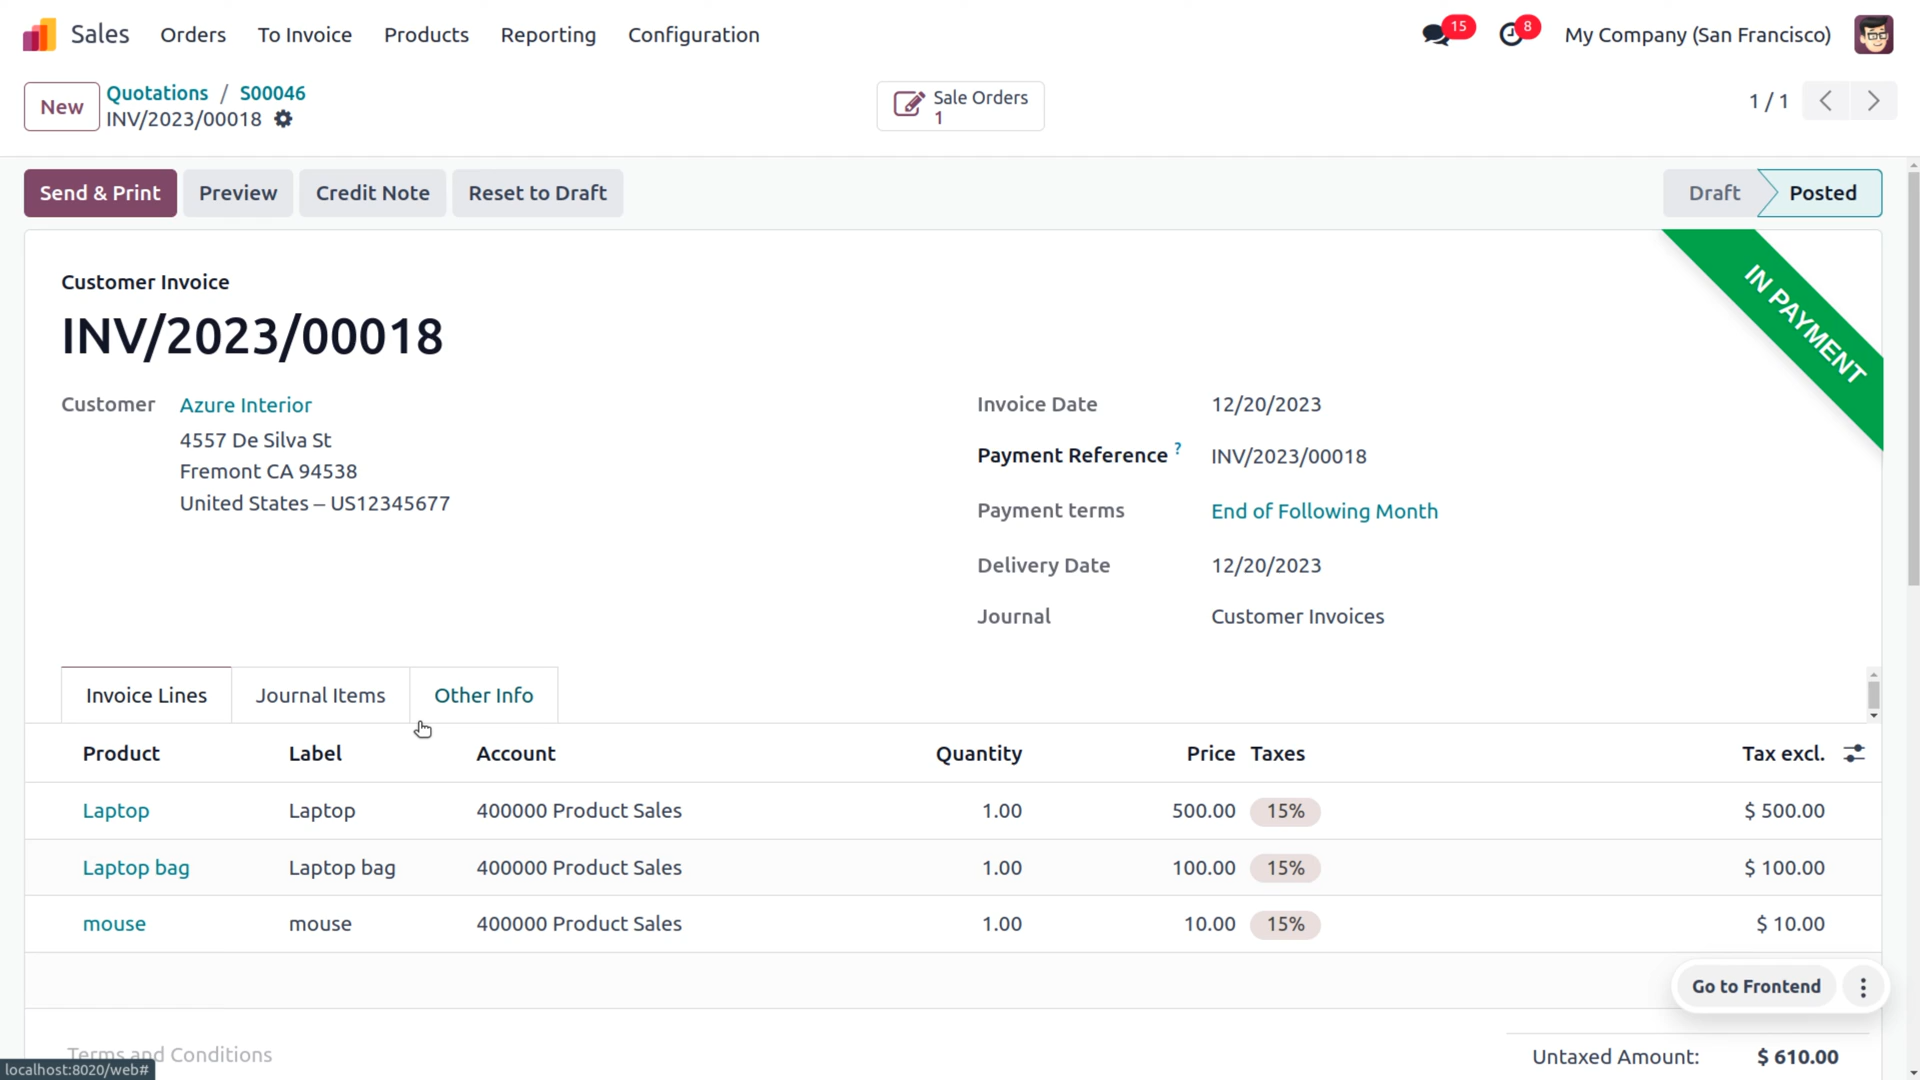 Sales Orders To Invoice Products Reporting Configuration 15 8 My Company (San Francisco)
New Quotations / S00046 Sale Orders 1 / 1
INV/2023/00018 1
Send & Print Preview Credit Note Reset to Draft Draft Posted
IN PAYMENT
Customer Invoice
INV/2023/00018
Customer Azure Interior Invoice Date 12/20/2023
4557 De Silva St
Payment Reference ? INV/2023/00018
Fremont CA 94538
United States – US12345677 Payment terms End of Following Month
Delivery Date 12/20/2023
Journal Customer Invoices
Invoice Lines Journal Items Other Info
Product Label Account Quantity Price Taxes Tax excl.
Laptop Laptop 400000 Product Sales 1.00 500.00 15% $ 500.00
Laptop bag Laptop bag 400000 Product Sales 1.00 100.00 15% $ 100.00
mouse mouse 400000 Product Sales 1.00 10.00 15% $ 10.00
Go to Frontend
Terms and Conditions Untaxed Amount: $ 610.00
localhost:8020/web#